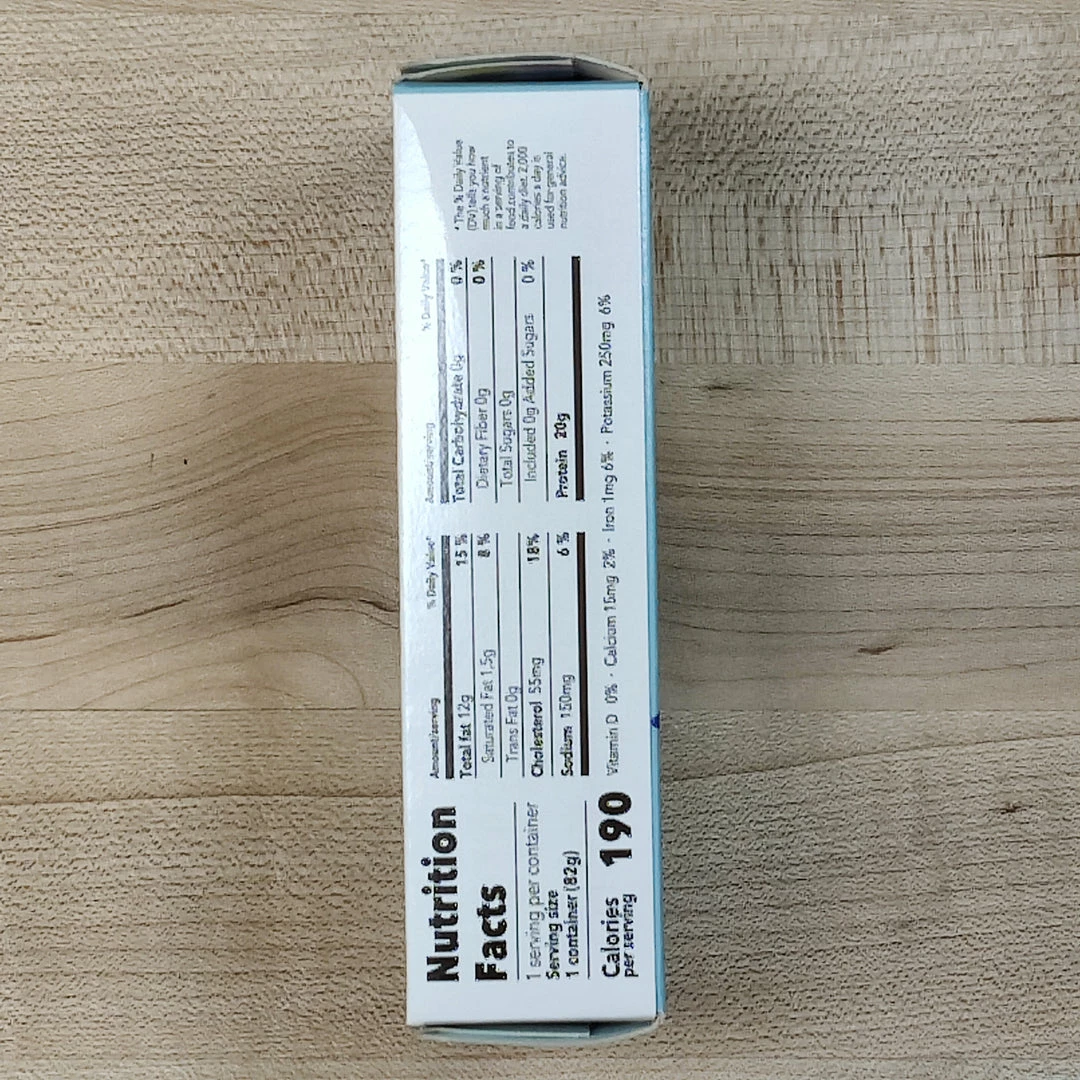 Nutrition
Facts
1 serving per container
Serving size
1 container (82g)
Calories 190
per serving
Amount/serving % Daily Value*
Total fat 12g 15 %
Saturated Fat 1.5g 8 %
Trans Fat 0g
Cholesterol 55mg 18%
Sodium 150mg 6 %
Amount/serving % Daily Value*
Total Carbohydrate 0g 0 %
Dietary Fiber 0g 0 %
Total Sugars 0g
Included 0g Added Sugars 0 %
Protein 20g
Vitamin D 0% · Calcium 15mg 2% · Iron 1mg 6% · Potassium 250mg 6%
* The % Daily Value
(DV) tells you how
much a nutrient
in a serving of
food contributes to
a daily diet. 2,000
calories a day is
used for general
nutrition advice.